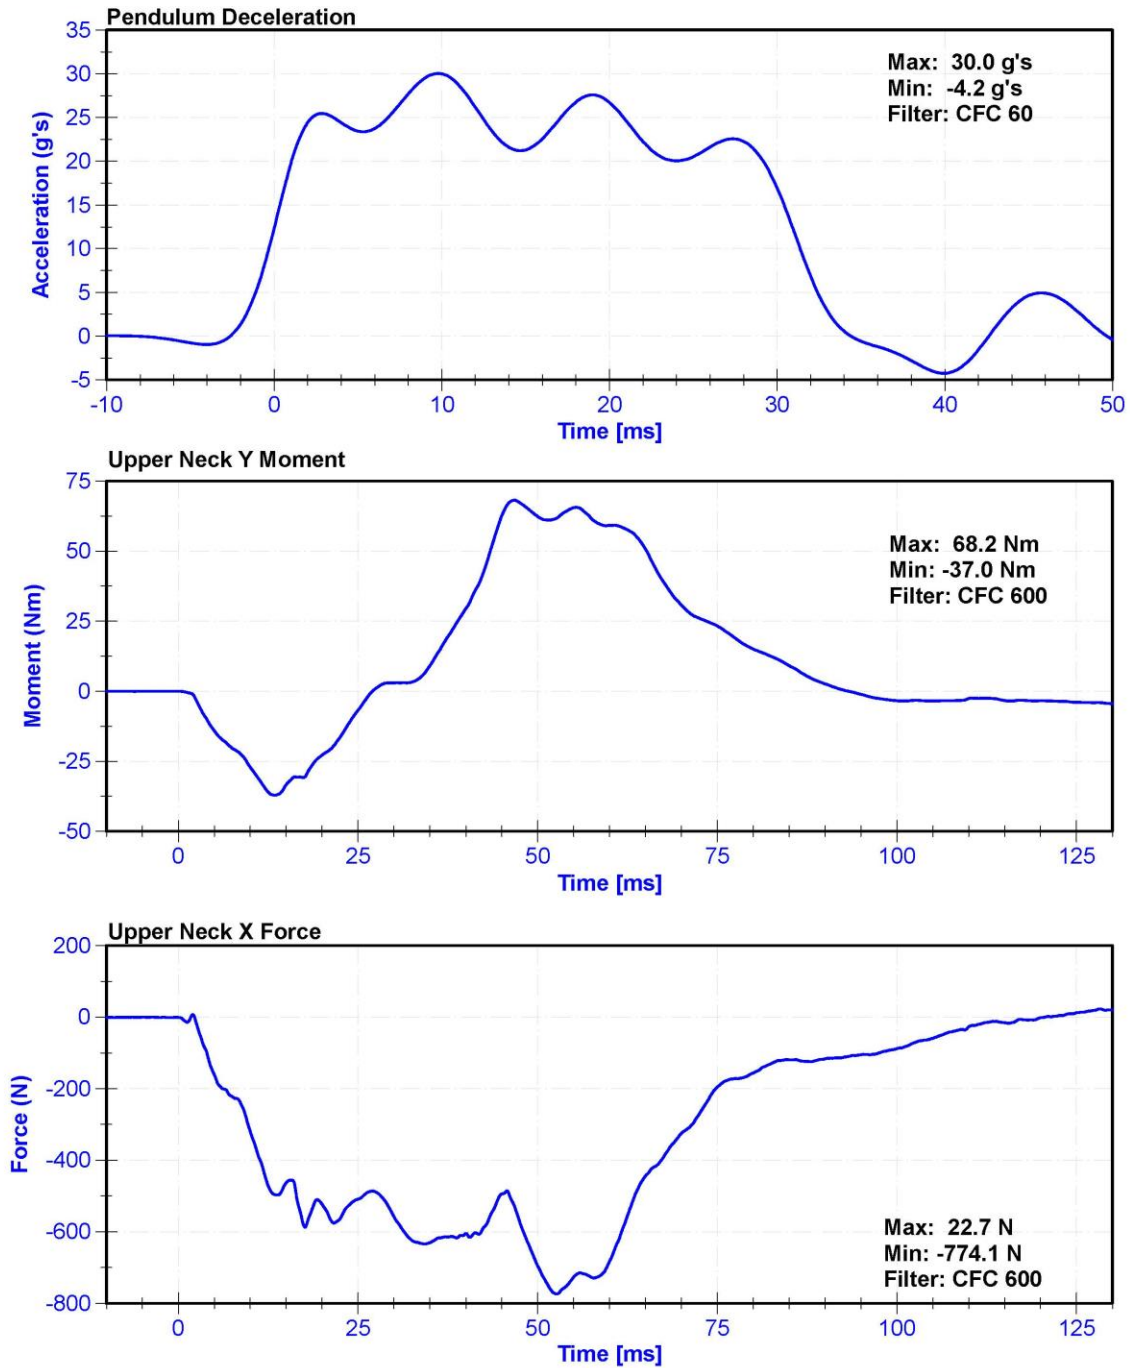 Pendulum Deceleration
35
30
25
20
15
10
5
0
-5
Acceleration (g's)
Max: 30.0 g's
Min: -4.2 g's
Filter: CFC 60
-10 0 10 20 30 40 50
Time [ms]
Upper Neck Y Moment
75
50
25
0
-25
-50
Moment (Nm)
Max: 68.2 Nm
Min: -37.0 Nm
Filter: CFC 600
0 25 50 75 100 125
Time [ms]
Upper Neck X Force
200
0
-200
-400
-600
-800
Force (N)
Max: 22.7 N
Min: -774.1 N
Filter: CFC 600
0 25 50 75 100 125
Time [ms]